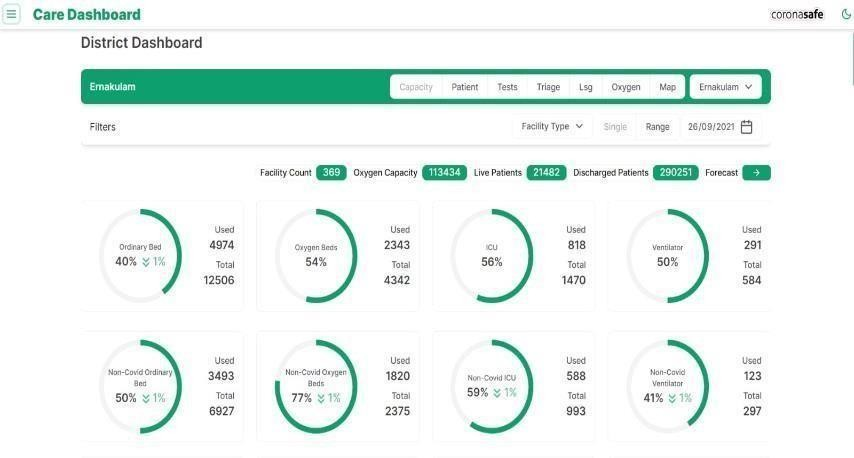 Care Dashboard
coronasafe
District Dashboard
Ernakulam
Capacity Patient Tests Triage Lsg Oxygen Map
Ernakulam
Filters
Facility Type Single Range 26/09/2021
Facility Count 369 Oxygen Capacity 113434 Live Patients 21482 Discharged Patients 290251 Forecast →
Ordinary Bed
40% 1%
Used
4974
Total
12506
Oxygen Beds
54%
Used
2343
Total
4342
ICU
56%
Used
818
Total
1470
Ventilator
50%
Used
291
Total
584
Non-Covid Ordinary
Bed
50% 1%
Used
3493
Total
6927
Non-Covid Oxygen
Beds
77% 1%
Used
1820
Total
2375
Non-Covid ICU
59% 1%
Used
588
Total
993
Non-Covid
Ventilator
41% 1%
Used
123
Total
297